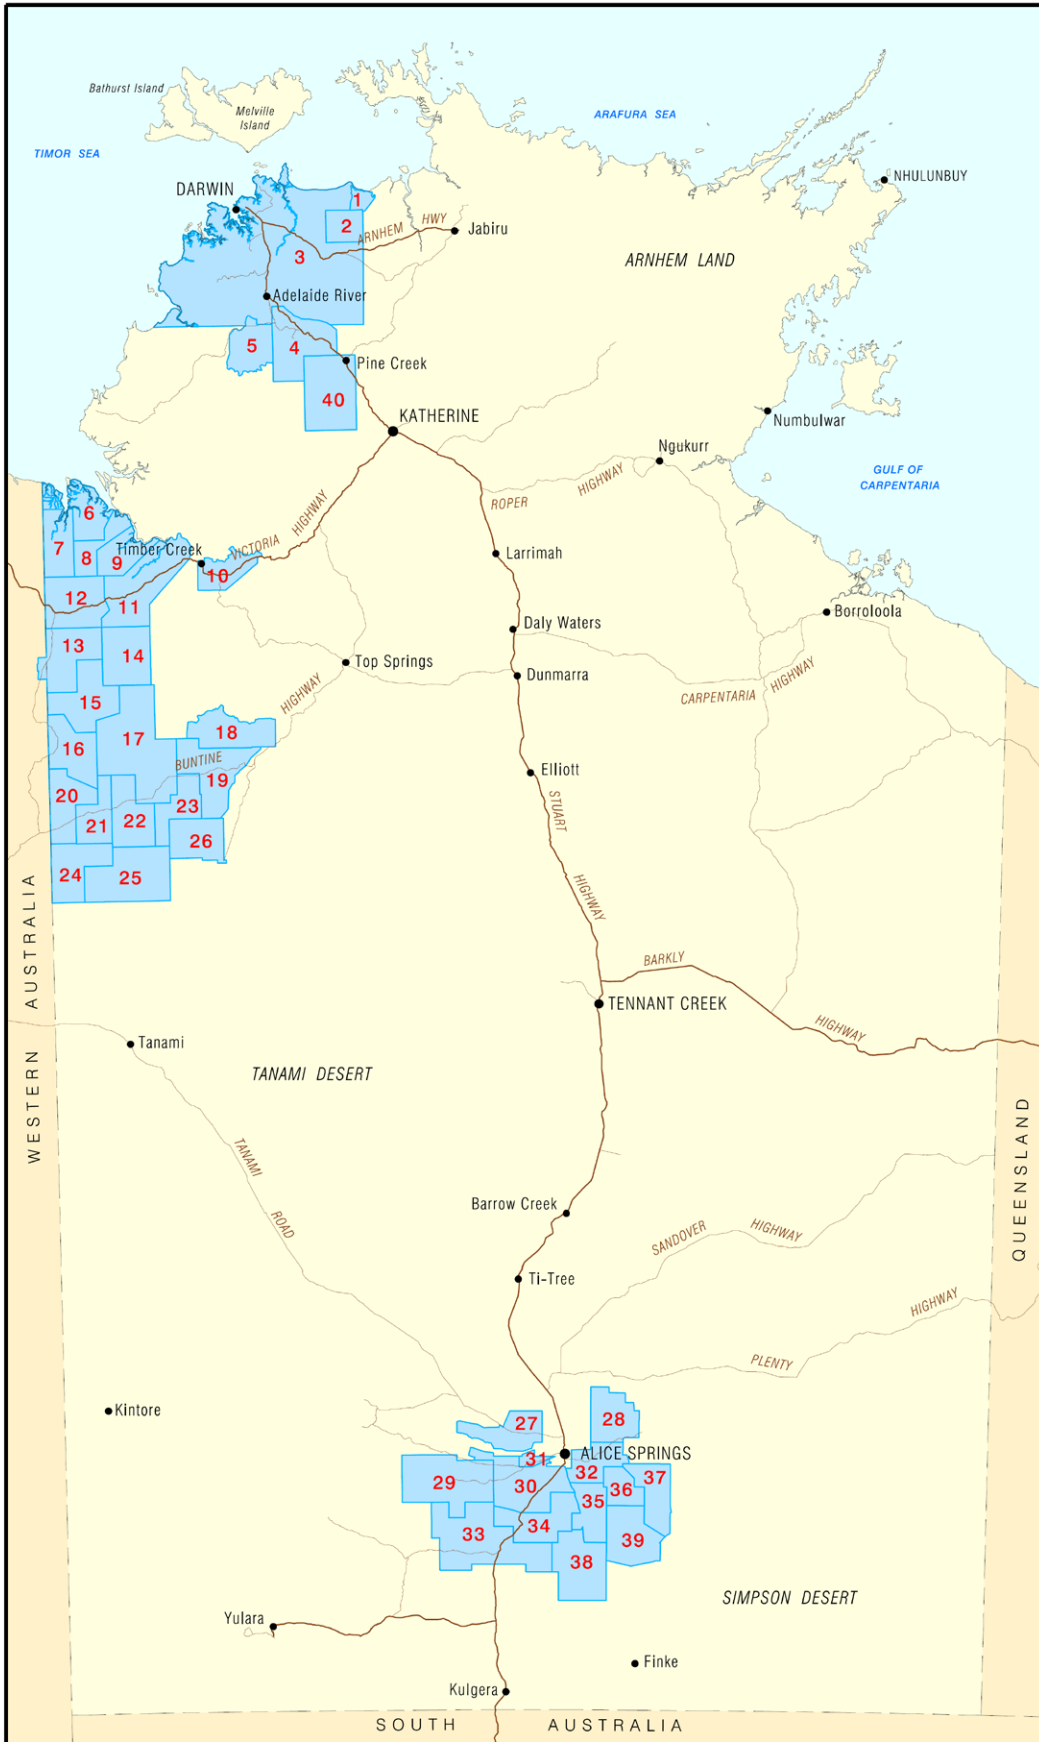 Bathurst Island
Melville
Island
ARAFURA SEA
TIMOR SEA
DARWIN
NHULUNBUY
1
2
ARNHEM HWY
Jabiru
3
ARNHEM LAND
Adelaide River
5
4
Pine Creek
40
KATHERINE
Numbulwar
Ngukurr
GULF OF
CARPENTARIA
ROPER HIGHWAY
6
7
8
9
Timber Creek
VICTORIA HIGHWAY
10
Larrimah
12
11
Borroloola
Daly Waters
13
14
Top Springs
Dunmarra
CARPENTARIA HIGHWAY
15
17
16
18
BUNTINE HIGHWAY
19
Elliott
20
21
22
23
26
STUART HIGHWAY
24
25
WESTERN AUSTRALIA
BARKLY HIGHWAY
TENNANT CREEK
Tanami
TANAMI DESERT
TANAMI ROAD
QUEENSLAND
Barrow Creek
SANDOVER HIGHWAY
Ti-Tree
PLENTY HIGHWAY
Kintore
27
28
ALICE SPRINGS
31
29
30
32
36
37
35
33
34
38
39
SIMPSON DESERT
Yulara
Finke
Kulgera
SOUTH AUSTRALIA